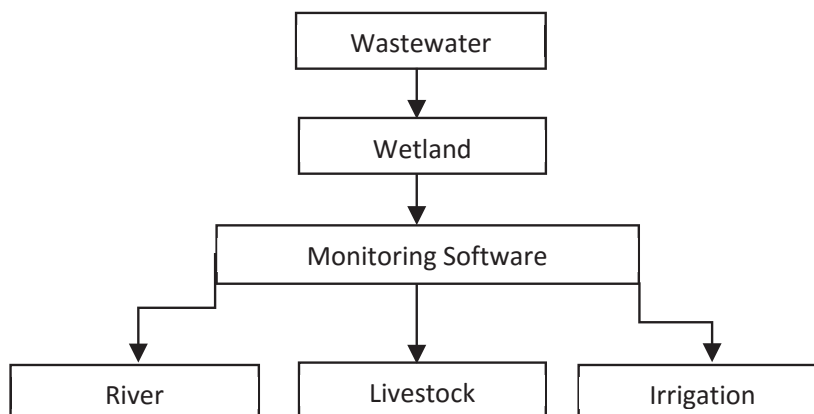 Wastewater
Wetland
Monitoring Software
River
Livestock
Irrigation